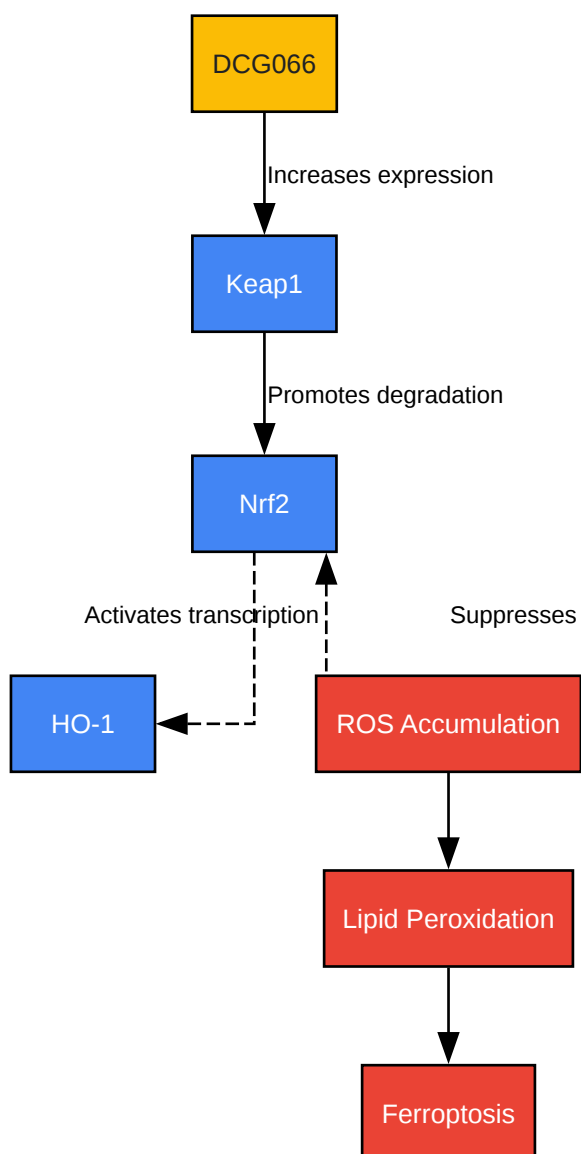 DCG066
Increases expression
Keap1
Promotes degradation
Nrf2
Activates transcription
Suppresses
HO-1
ROS Accumulation
Lipid Peroxidation
Ferroptosis